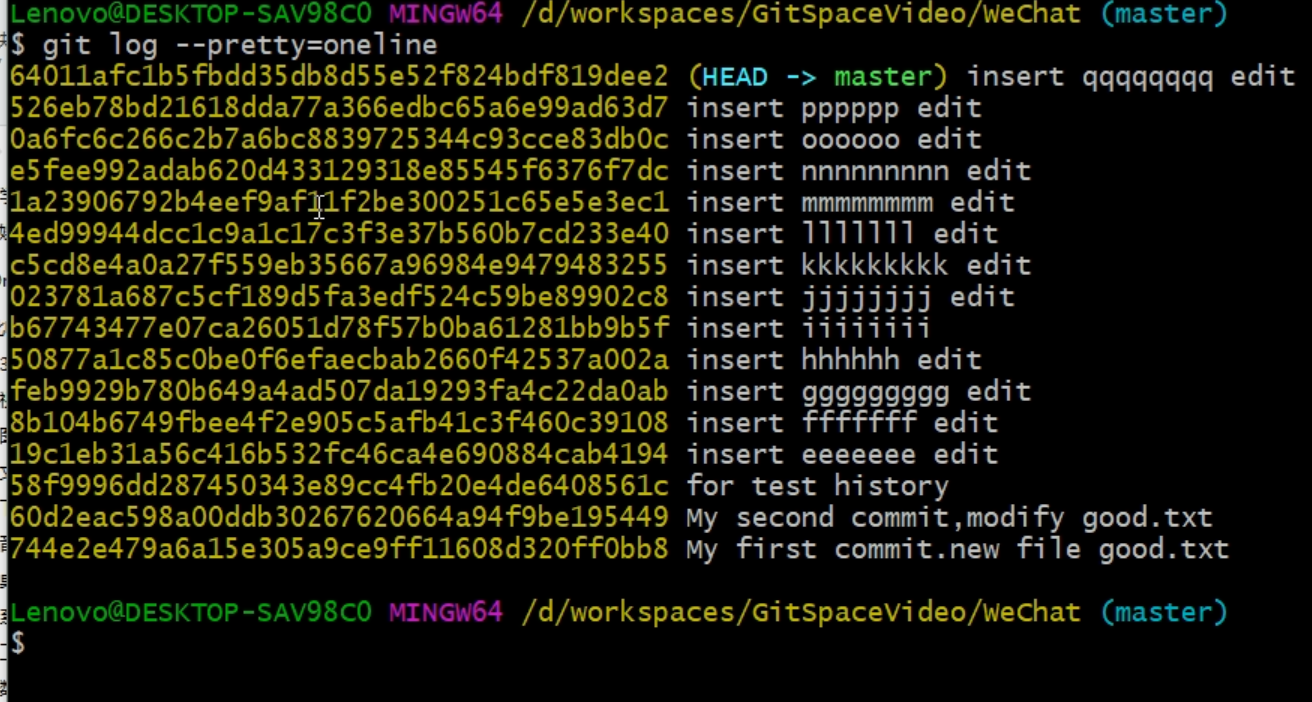 Lenovo@DESKTOP-SAV98C0 MINGW64 /d/workspaces/GitSpaceVideo/WeChat (master)
$ git log --pretty=oneline
64011afc1b5fbdd35db8d55e52f824bdf819dee2 (HEAD -> master) insert qqqqqqqq edit
526eb78bd21618dda77a366edbc65a6e99ad63d7 insert pppppp edit
0a6fc6c266c2b7a6bc8839725344c93cce83db0c insert oooooo edit
e5fee992adab620d433129318e85545f6376f7dc insert nnnnnnnnn edit
1a23906792b4eef9af11f2be300251c65e5e3ec1 insert mmmmmmmm edit
4ed99944dcc1c9a1c17c3f3e37b560b7cd233e40 insert lllllll edit
c5cd8e4a0a27f559eb35667a96984e9479483255 insert kkkkkkkkk edit
023781a687c5cf189d5fa3edf524c59be89902c8 insert jjjjjjjj edit
b67743477e07ca26051d78f57b0ba61281bb9b5f insert iiiiiiii
50877a1c85c0be0f6efaecbab2660f42537a002a insert hhhhhh edit
feb9929b780b649a4ad507da19293fa4c22da0ab insert ggggggggg edit
8b104b6749fbee4f2e905c5afb41c3f460c39108 insert fffffff edit
19c1eb31a56c416b532fc46ca4e690884cab4194 insert eeeeeee edit
58f9996dd287450343e89cc4fb20e4de6408561c for test history
60d2eac598a00ddb30267620664a94f9be195449 My second commit,modify good.txt
744e2e479a6a15e305a9ce9ff11608d320ff0bb8 My first commit.new file good.txt
Lenovo@DESKTOP-SAV98C0 MINGW64 /d/workspaces/GitSpaceVideo/WeChat (master)
$